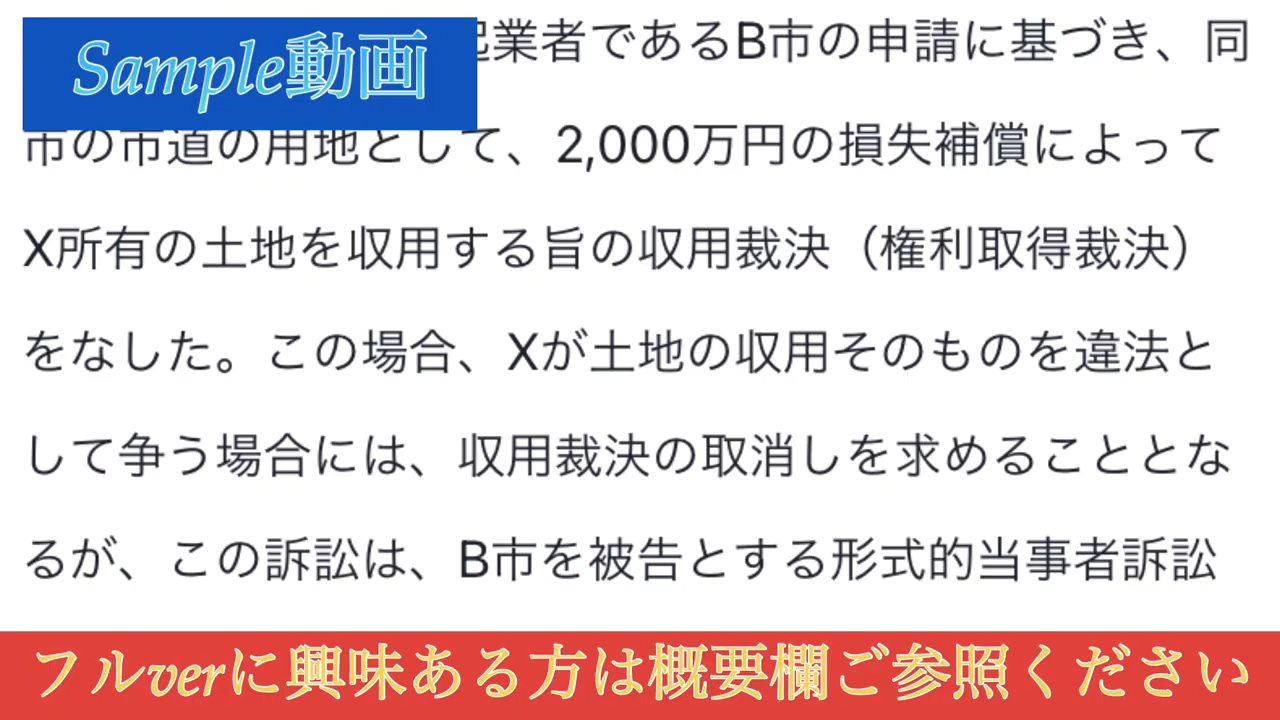 Sample動画
業者であるB市の申請に基づき、同
市の市道の用地として、2,000万円の損失補償によって
X所有の土地を収用する旨の収用裁決（権利取得裁決）
をなした。この場合、Xが土地の収用そのものを違法と
して争う場合には、収用裁決の取消しを求めることとな
るが、この訴訟は、B市を被告とする形式的当事者訴訟
フルverに興味ある方は概要欄ご参照ください